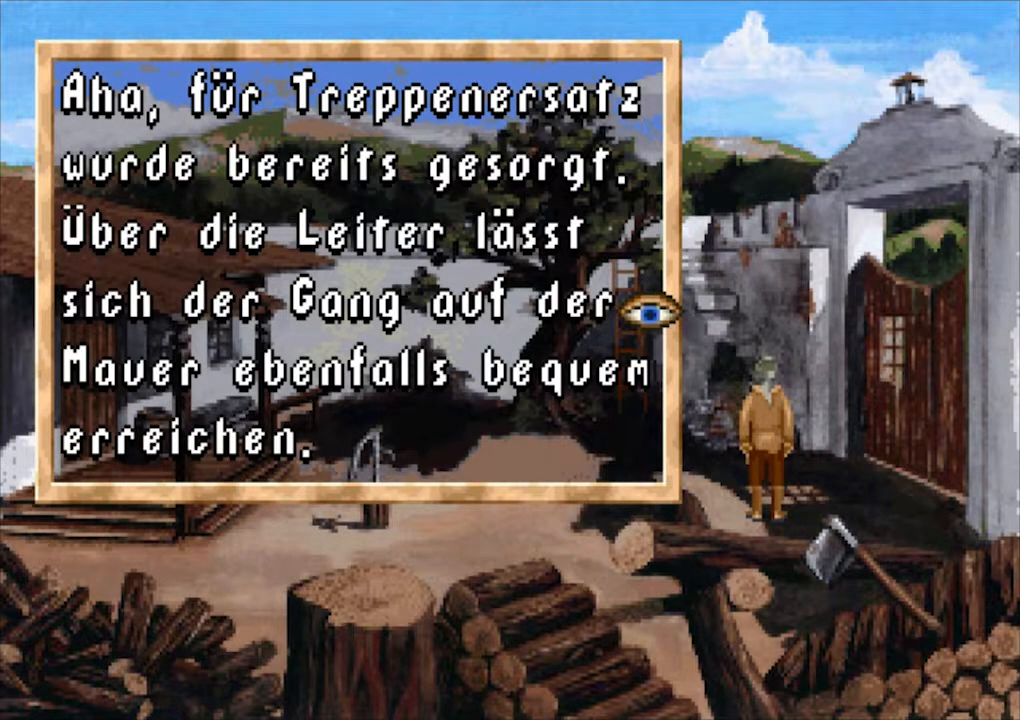 Aha, für Treppenersatz
wurde bereits gesorgt.
Über die Leiter lässt
sich der Gang auf der
Mauer ebenfalls bequem
erreichen.